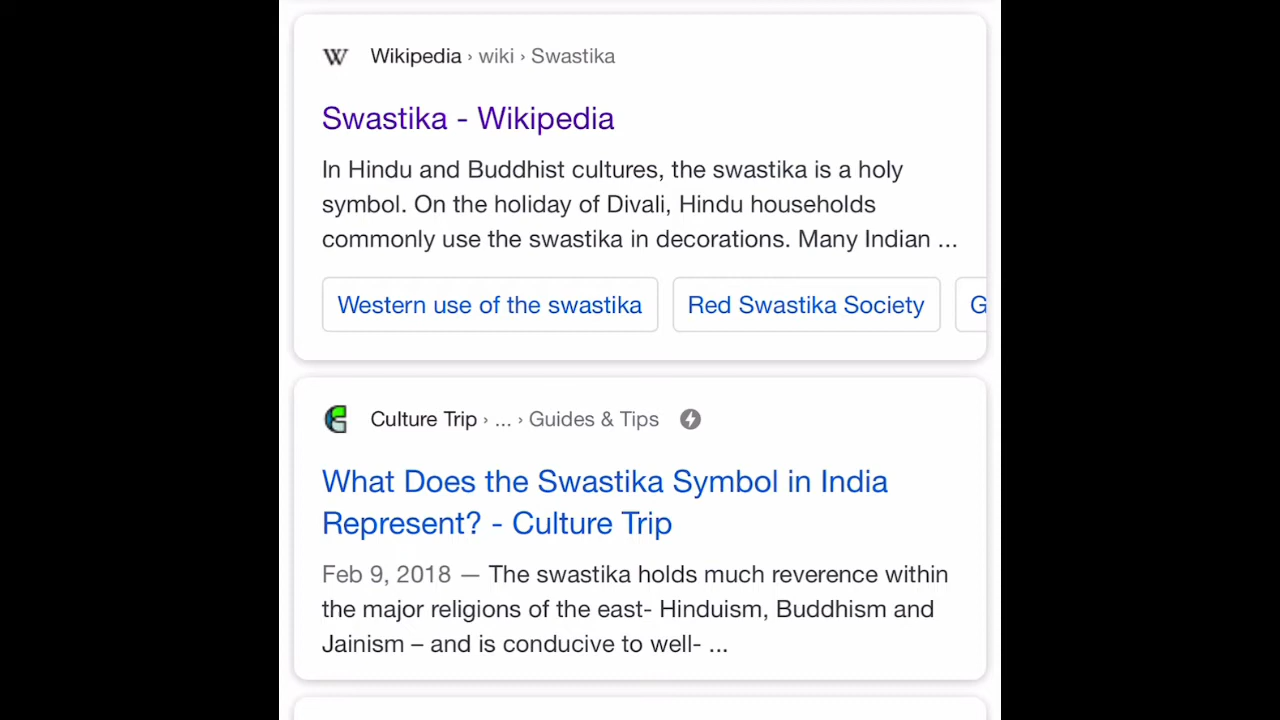 Wikipedia › wiki › Swastika
Swastika - Wikipedia
In Hindu and Buddhist cultures, the swastika is a holy
symbol. On the holiday of Divali, Hindu households
commonly use the swastika in decorations. Many Indian ...
Western use of the swastika
Red Swastika Society
G
Culture Trip › ... › Guides & Tips
What Does the Swastika Symbol in India
Represent? - Culture Trip
Feb 9, 2018 — The swastika holds much reverence within
the major religions of the east- Hinduism, Buddhism and
Jainism – and is conducive to well- ...